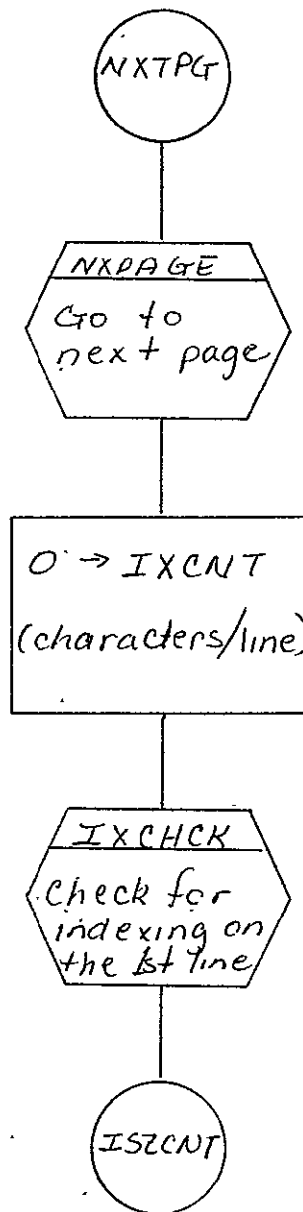 NXTPG
NXPAGE
Go to
next page
0 → IXCNT
(characters/line)
IXCHCK
Check for
indexing on
the 1st line
ISZCNT